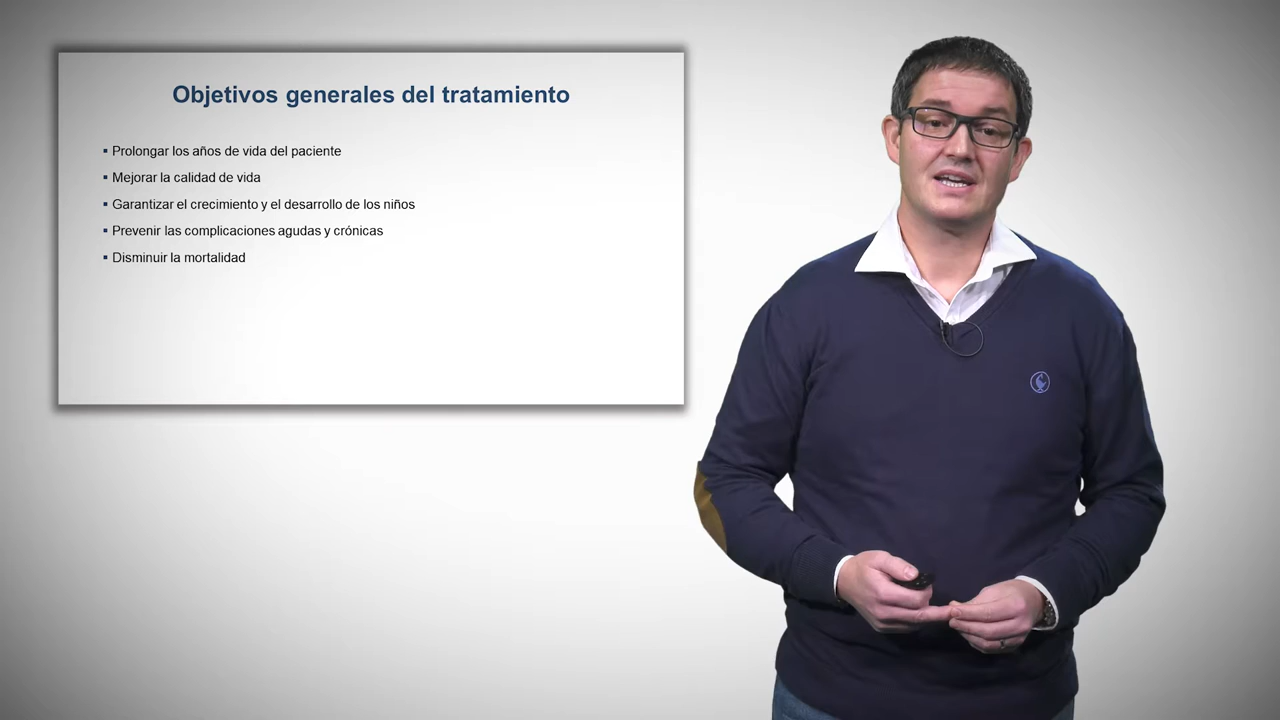 Objetivos generales del tratamiento
▪ Prolongar los años de vida del paciente
▪ Mejorar la calidad de vida
▪ Garantizar el crecimiento y el desarrollo de los niños
▪ Prevenir las complicaciones agudas y crónicas
▪ Disminuir la mortalidad